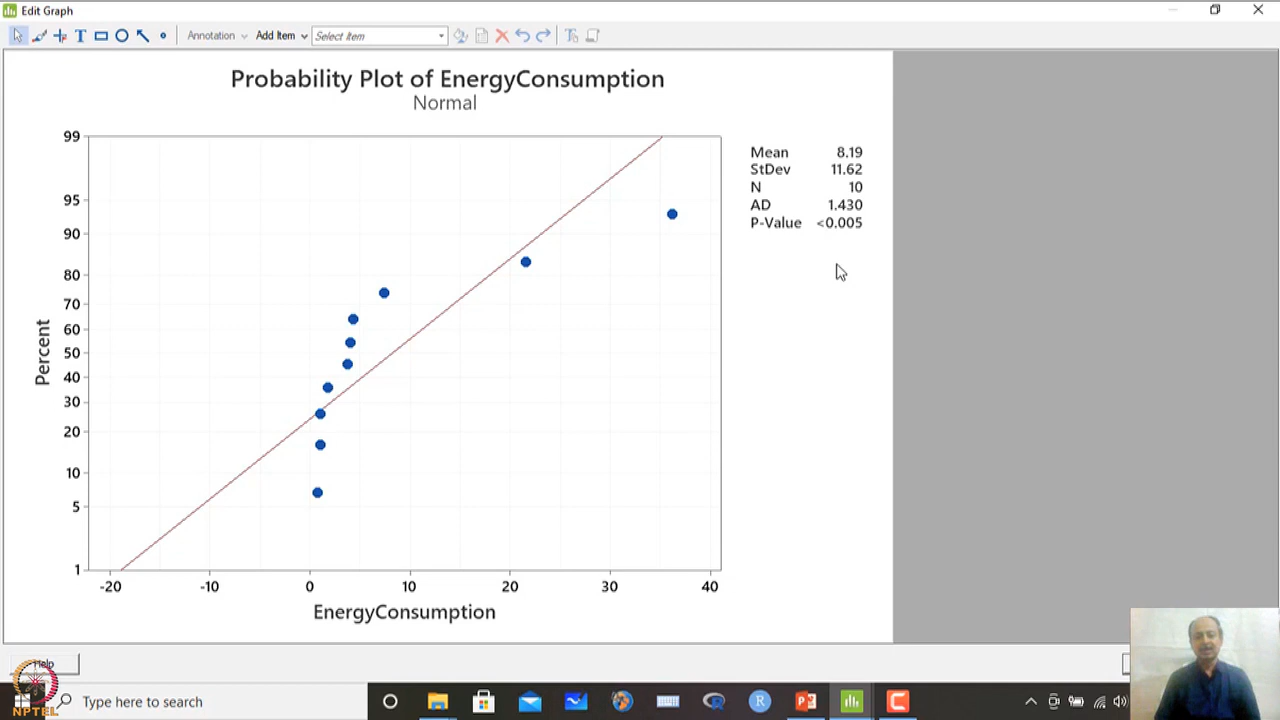 Edit Graph
Annotation Add Item Select Item
Probability Plot of EnergyConsumption
Normal
99
95
90
80
70
60
50
40
30
20
10
5
1
Percent
-20 -10 0 10 20 30 40
EnergyConsumption
Mean 8.19
StDev 11.62
N 10
AD 1.430
P-Value <0.005
Help
NPTEL
Type here to search